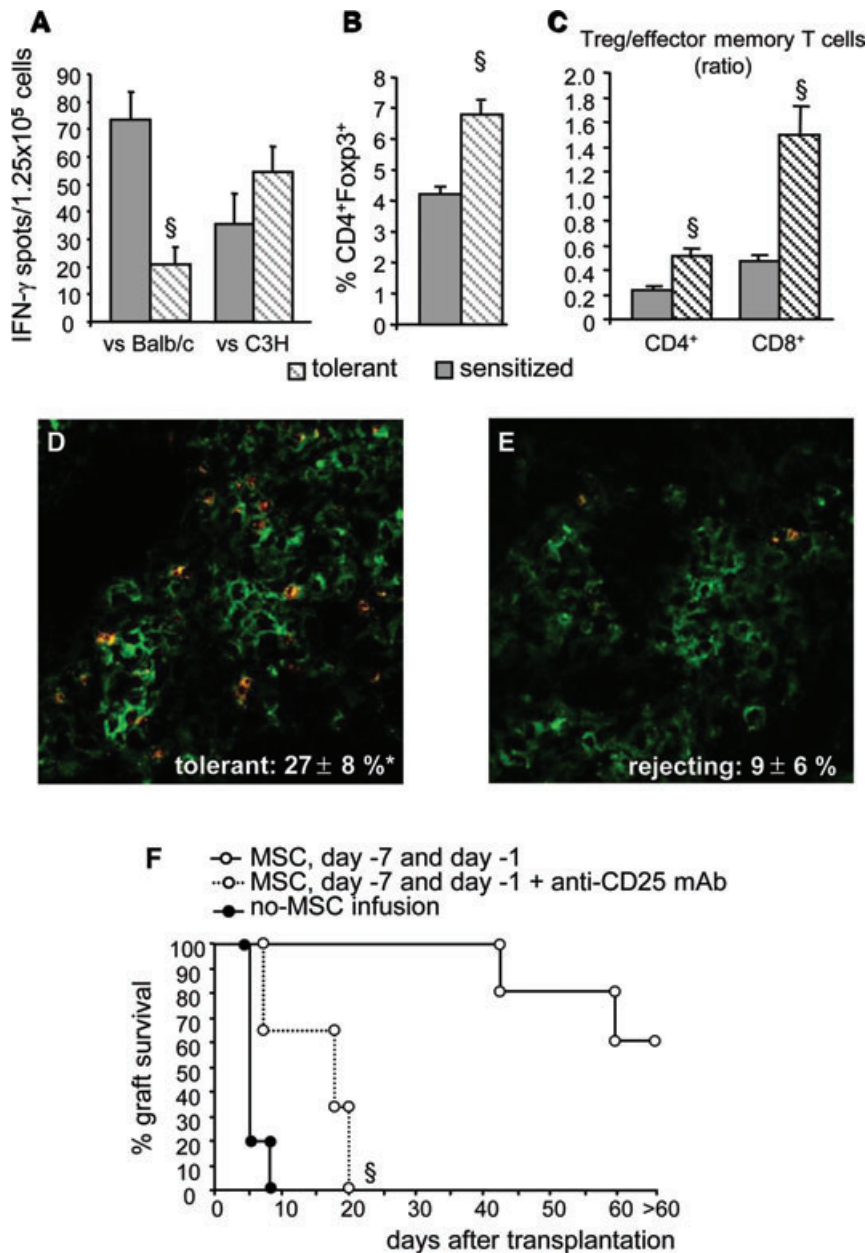 A
IFN-γ spots/1.25x10⁵ cells
90
80
70
60
50
40
30
20
10
0
§
vs Balb/c
vs C3H
B
% CD4⁺Foxp3⁺
8
7
6
5
4
3
2
1
0
§
C
Treg/effector memory T cells
(ratio)
2.0
1.8
1.6
1.4
1.2
1.0
0.8
0.6
0.4
0.2
0
§
§
CD4⁺
CD8⁺
tolerant
sensitized
D
tolerant: 27 ± 8 %*
E
rejecting: 9 ± 6 %
F
MSC, day -7 and day -1
MSC, day -7 and day -1 + anti-CD25 mAb
no-MSC infusion
% graft survival
100
90
80
70
60
50
40
30
20
10
0
§
0 10 20 30 40 50 60 >60
days after transplantation